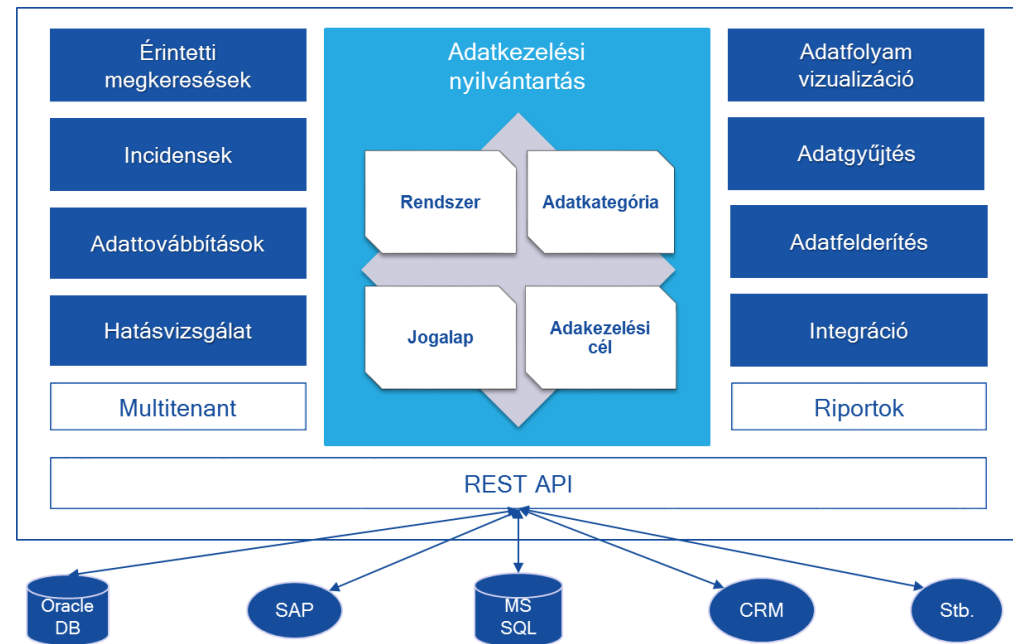 Érintetti
megkeresések
Incidensek
Adattovábbítások
Hatásvizsgálat
Multitenant
Adatkezelési
nyilvántartás
Rendszer
Adatkategória
Jogalap
Adakezelési
cél
Adatfolyam
vizualizáció
Adatgyűjtés
Adatfelderítés
Integráció
Riportok
REST API
Oracle
DB
SAP
MS
SQL
CRM
Stb.